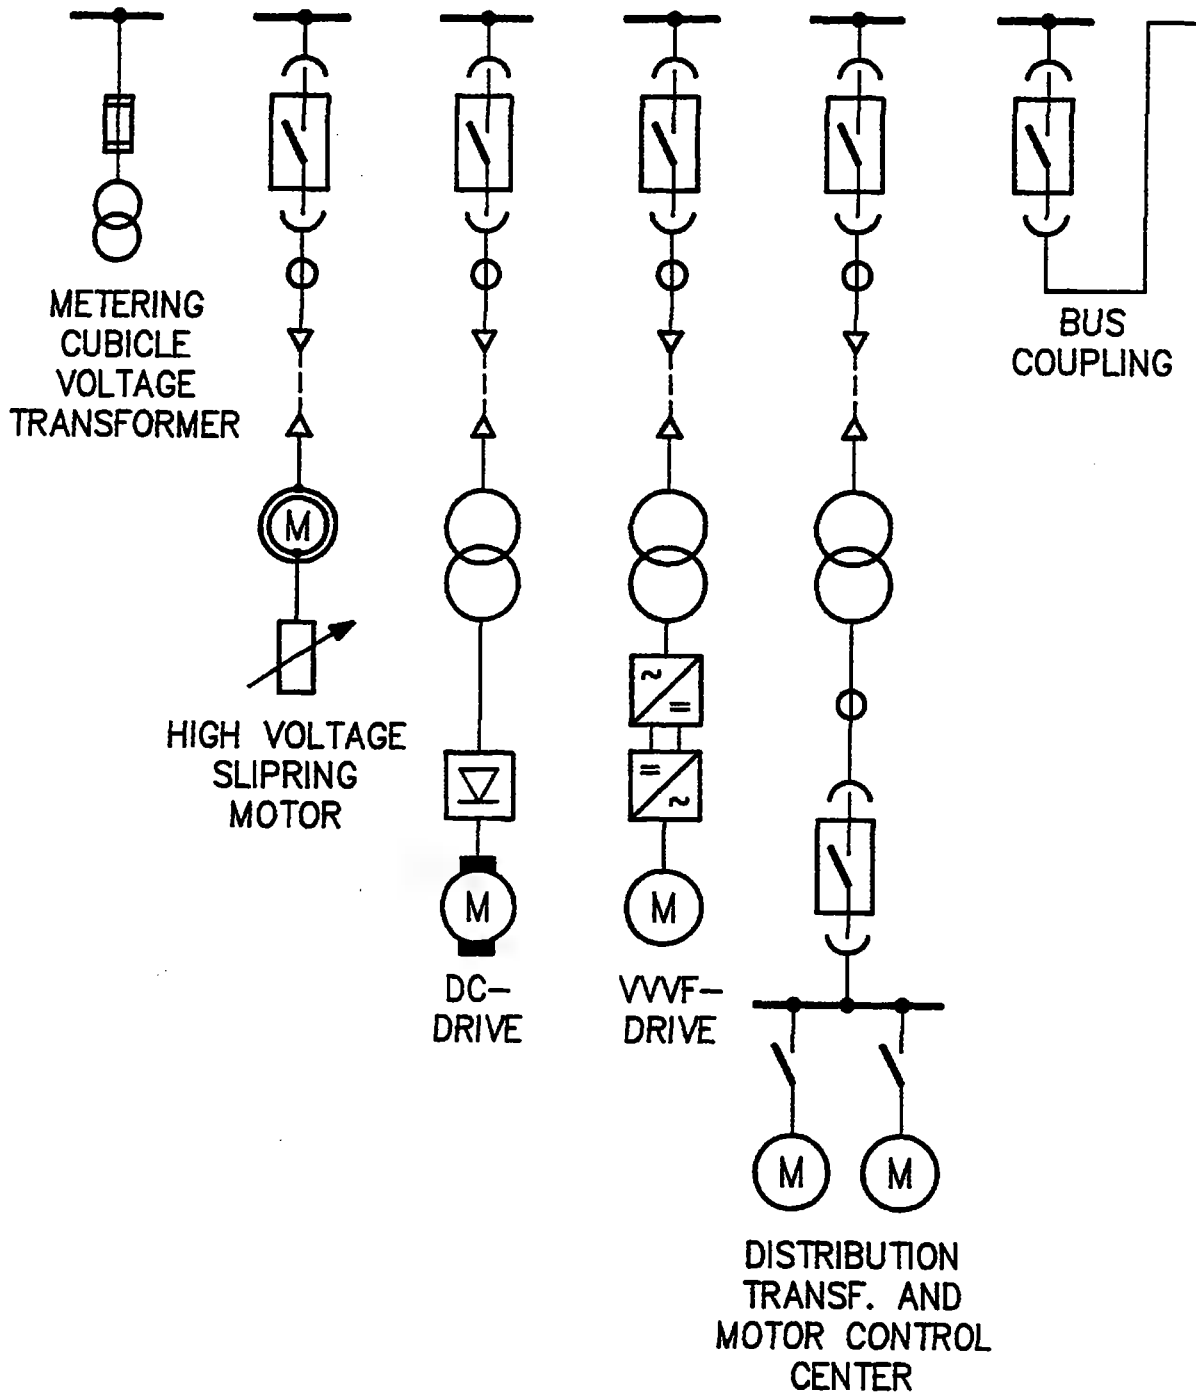 METERING
CUBICLE
VOLTAGE
TRANSFORMER
BUS
COUPLING
M
HIGH VOLTAGE
SLIPRING
MOTOR
~
=
=
~
M
M
DC-
DRIVE
VVVF-
DRIVE
M
M
DISTRIBUTION
TRANSF. AND
MOTOR CONTROL
CENTER